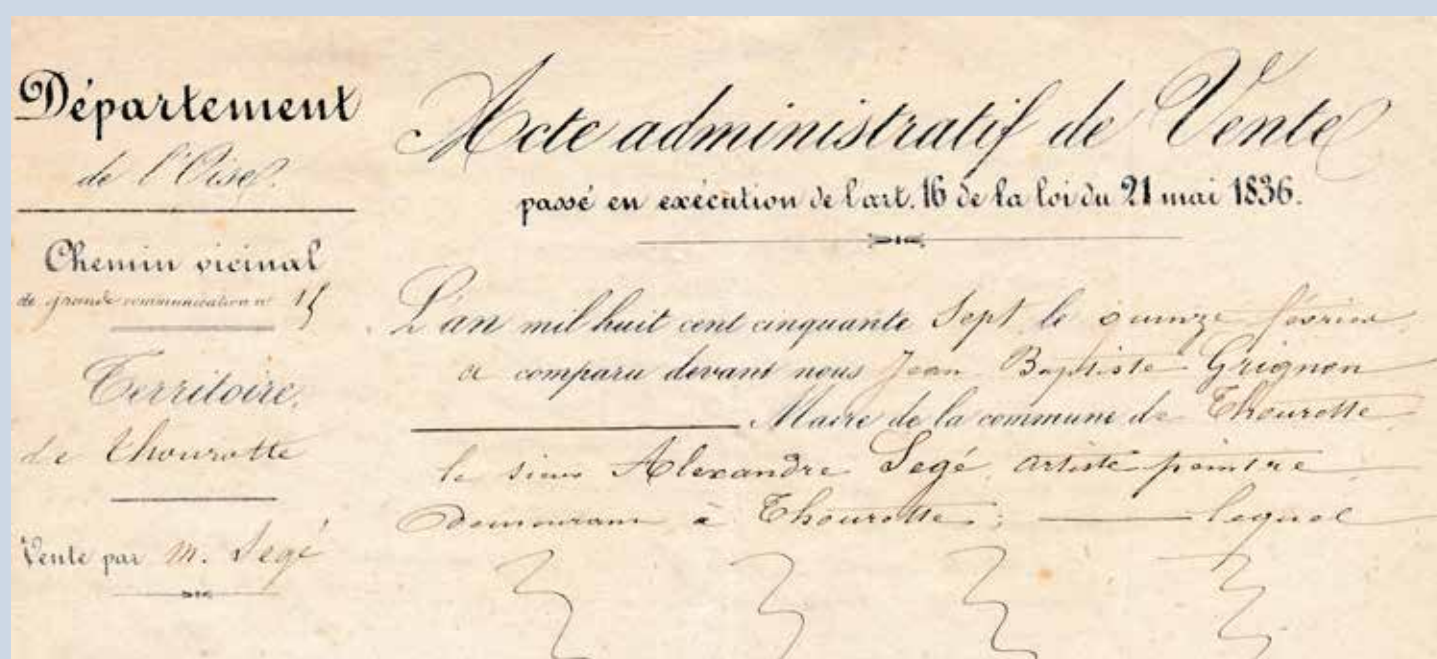 Département
de l'Oise.
Chemin vicinal
de grande communication nº 15
Territoire
de Thourotte
Vente par M. Segé
Acte administratif de Vente
passé en exécution de l'art. 16 de la loi du 21 mai 1836.
L'an mil huit cent cinquante Sept le quinze février
a comparu devant nous Jean Baptiste Grignon
Maire de la commune de Thourotte
le sieur Alexandre Segé, artiste peintre
demeurant à Thourotte; lequel